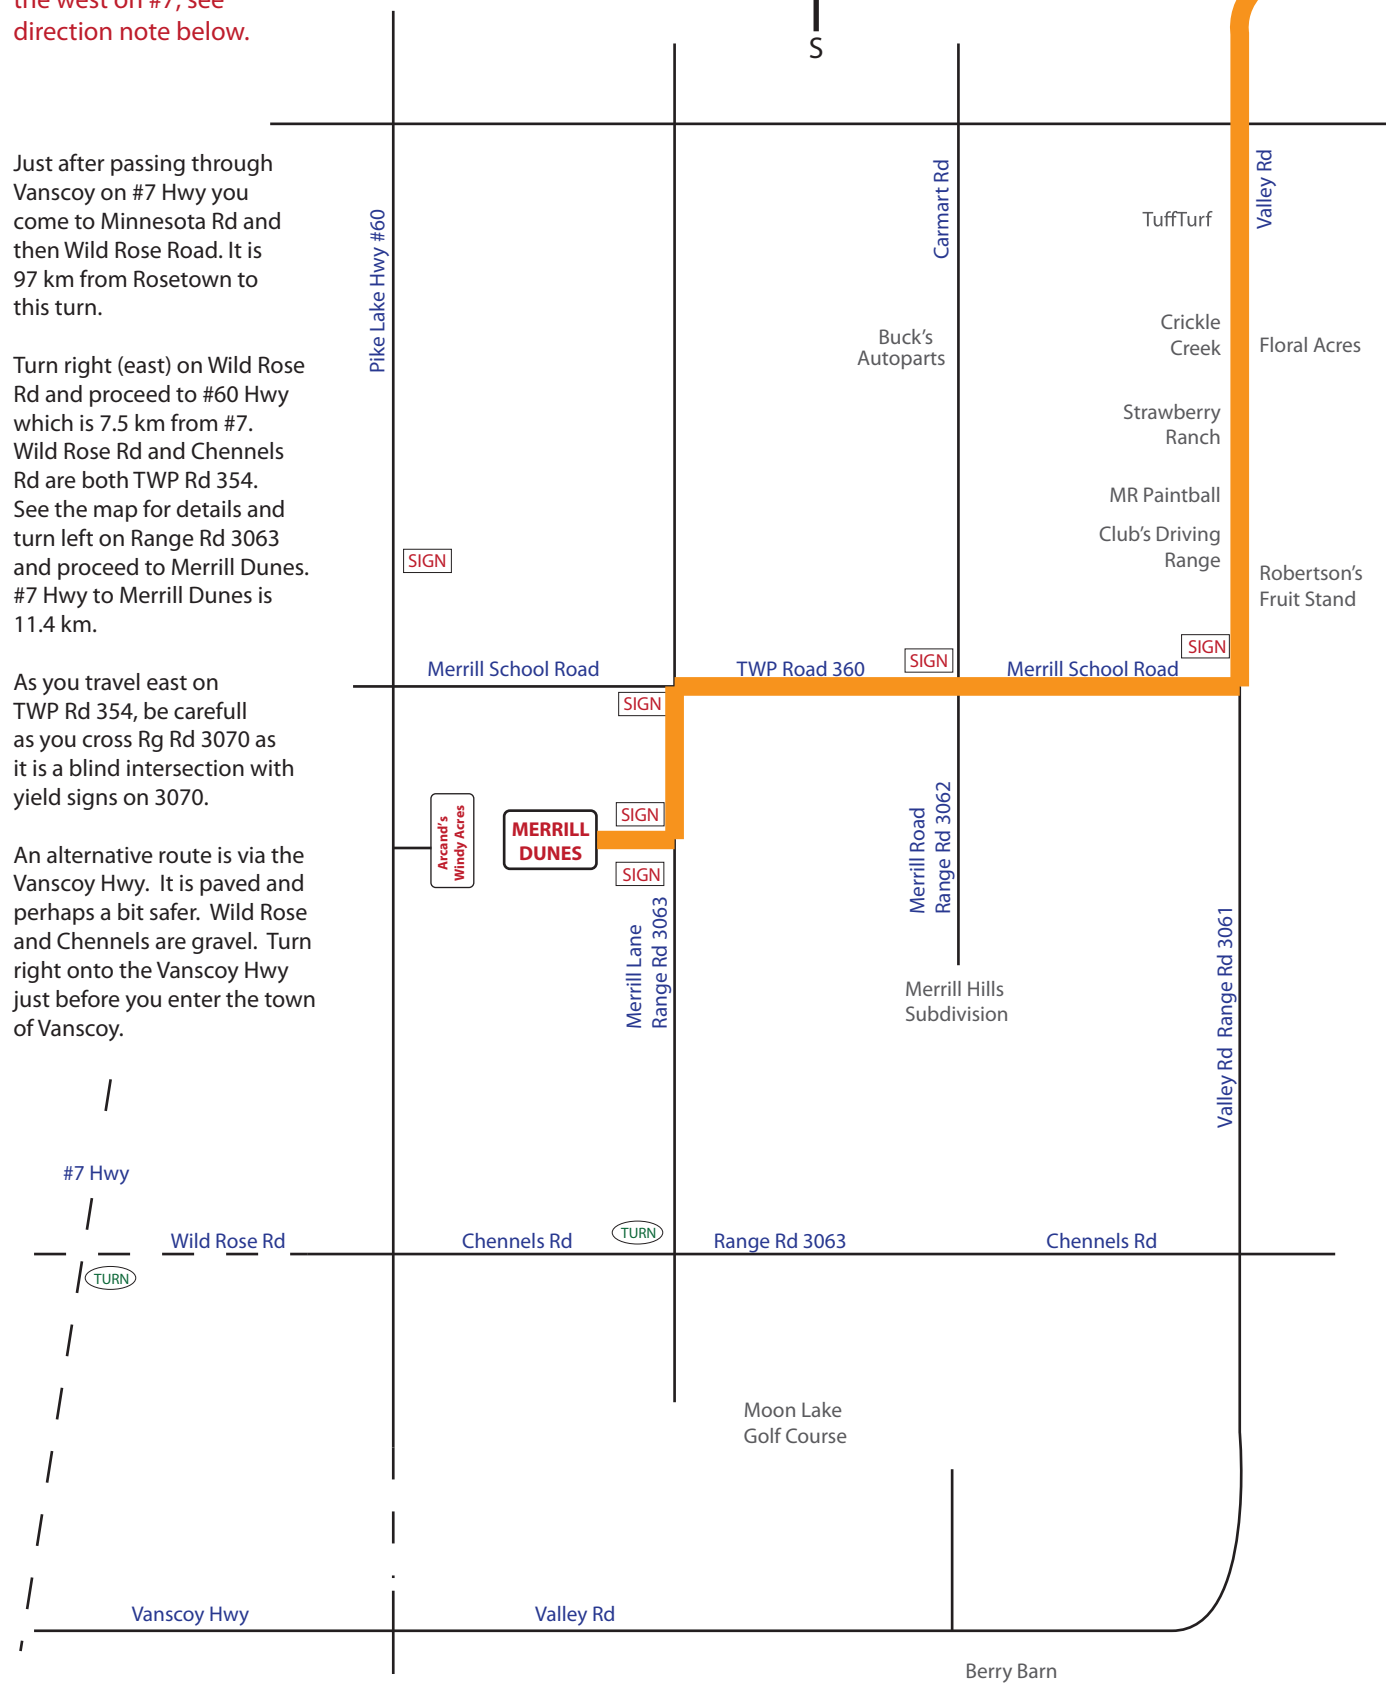 the west on #7, see
direction note below.
S
Just after passing through
Vanscoy on #7 Hwy you
come to Minnesota Rd and
then Wild Rose Road. It is
97 km from Rosetown to
this turn.
Turn right (east) on Wild Rose
Rd and proceed to #60 Hwy
which is 7.5 km from #7.
Wild Rose Rd and Chennels
Rd are both TWP Rd 354.
See the map for details and
turn left on Range Rd 3063
and proceed to Merrill Dunes.
#7 Hwy to Merrill Dunes is
11.4 km.
As you travel east on
TWP Rd 354, be carefull
as you cross Rg Rd 3070 as
it is a blind intersection with
yield signs on 3070.
An alternative route is via the
Vanscoy Hwy.  It is paved and
perhaps a bit safer.  Wild Rose
and Chennels are gravel.  Turn
right onto the Vanscoy Hwy
just before you enter the town
of Vanscoy.
Pike Lake Hwy #60
Carmart Rd
Valley Rd
TuffTurf
Buck's
Autoparts
Crickle
Creek
Floral Acres
Strawberry
Ranch
MR Paintball
Club's Driving
Range
Robertson's
Fruit Stand
SIGN
Merrill School Road
TWP Road 360
SIGN
Merrill School Road
SIGN
SIGN
Arcand's
Windy Acres
MERRILL
DUNES
SIGN
SIGN
Merrill Lane
Range Rd 3063
Merrill Road
Range Rd 3062
Merrill Hills
Subdivision
Valley Rd  Range Rd 3061
#7 Hwy
Wild Rose Rd
Chennels Rd
TURN
Range Rd 3063
Chennels Rd
TURN
Moon Lake
Golf Course
Vanscoy Hwy
Valley Rd
Berry Barn